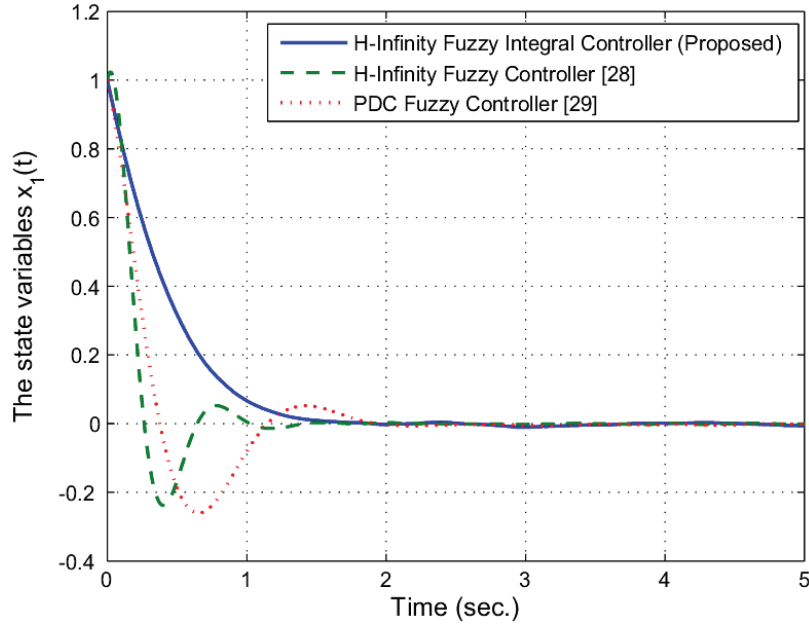 1.2
1
0.8
0.6
0.4
0.2
0
-0.2
-0.4
The state variables x_1(t)
H-Infinity Fuzzy Integral Controller (Proposed)
H-Infinity Fuzzy Controller [28]
PDC Fuzzy Controller [29]
0 1 2 3 4 5
Time (sec.)